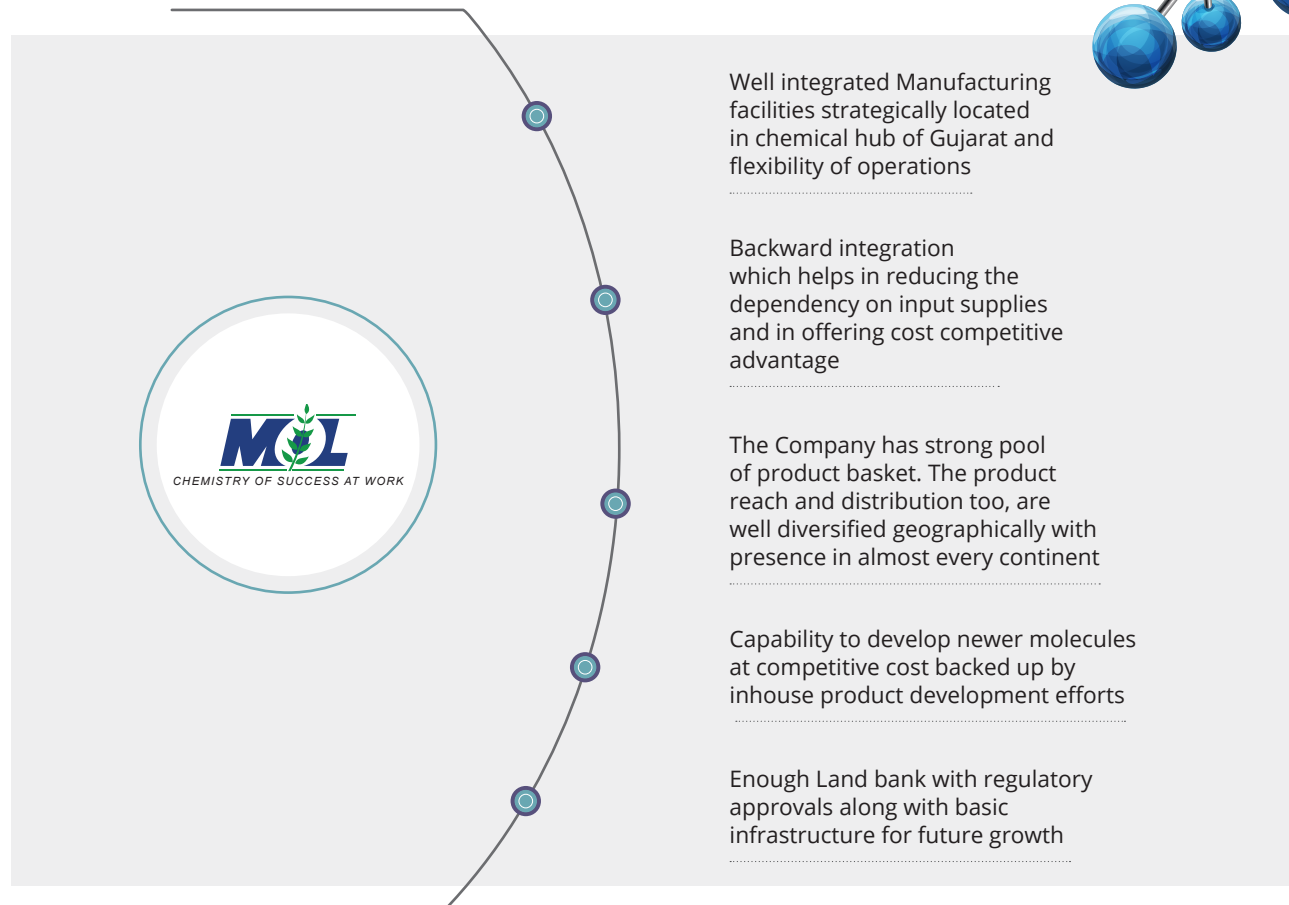 MOL
CHEMISTRY OF SUCCESS AT WORK
Well integrated Manufacturing
facilities strategically located
in chemical hub of Gujarat and
flexibility of operations
Backward integration
which helps in reducing the
dependency on input supplies
and in offering cost competitive
advantage
The Company has strong pool
of product basket. The product
reach and distribution too, are
well diversified geographically with
presence in almost every continent
Capability to develop newer molecules
at competitive cost backed up by
inhouse product development efforts
Enough Land bank with regulatory
approvals along with basic
infrastructure for future growth